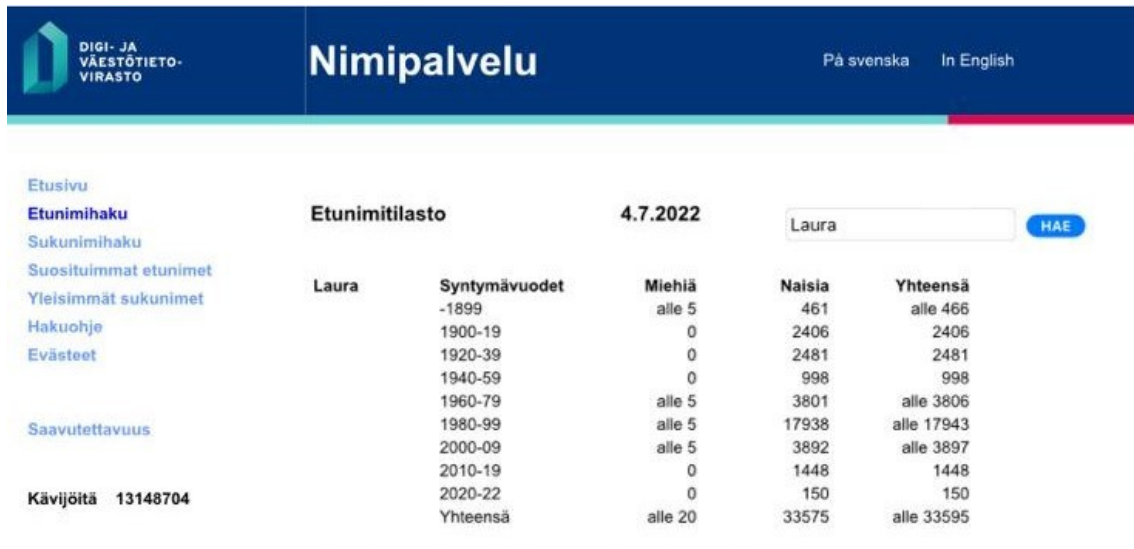 DIGI- JA
VÄESTÖTIETO-
VIRASTO
Nimipalvelu
På svenska In English
Etusivu
Etunimihaku
Sukunimihaku
Suosituimmat etunimet
Yleisimmät sukunimet
Hakuohje
Evästeet
Saavutettavuus
Kävijöitä 13148704
Etunimitilasto 4.7.2022 Laura HAE
Laura Syntymävuodet Miehiä Naisia Yhteensä
-1899 alle 5 461 alle 466
1900-19 0 2406 2406
1920-39 0 2481 2481
1940-59 0 998 998
1960-79 alle 5 3801 alle 3806
1980-99 alle 5 17938 alle 17943
2000-09 alle 5 3892 alle 3897
2010-19 0 1448 1448
2020-22 0 150 150
Yhteensä alle 20 33575 alle 33595